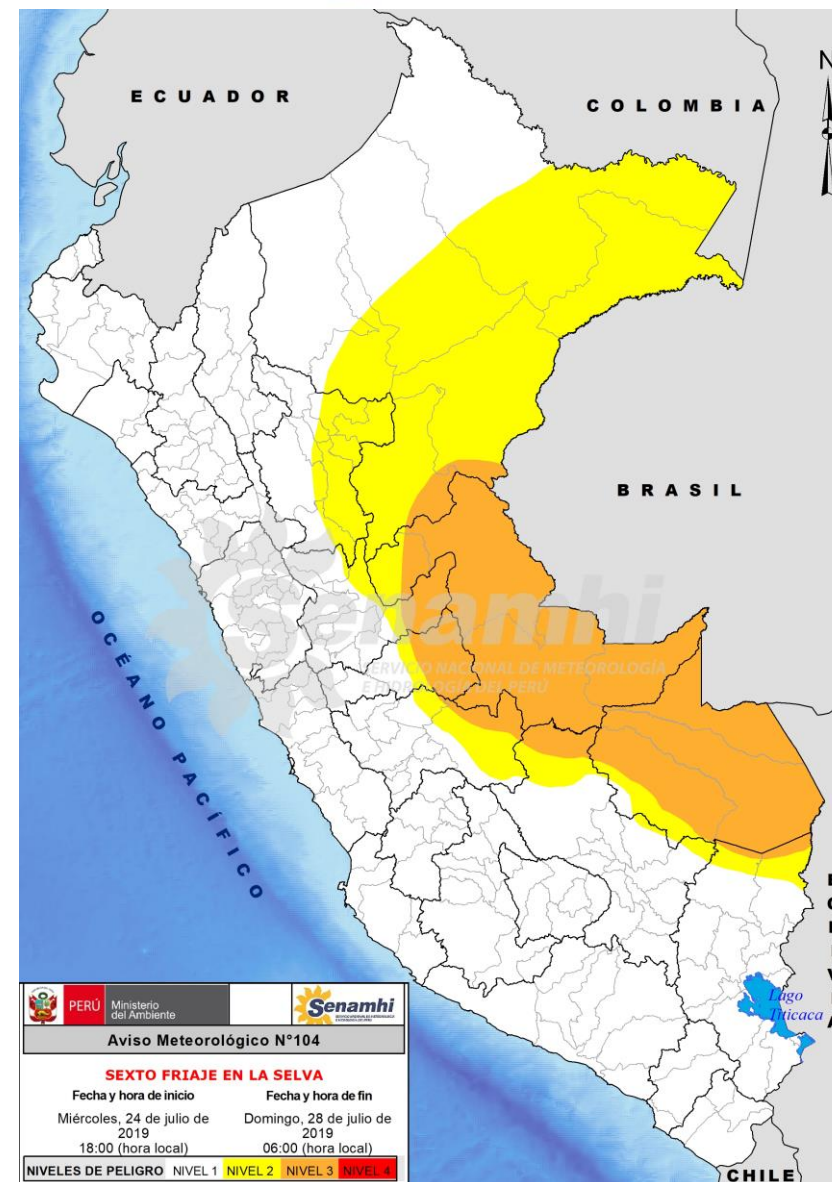 ECUADOR
COLOMBIA
N
BRASIL
OCÉANO PACÍFICO
Senamhi
SERVICIO NACIONAL DE METEOROLOGÍA
E HIDROLOGÍA DEL PERÚ
Lago
Titicaca
CHILE
PERÚ
Ministerio
del Ambiente
Senamhi
Aviso Meteorológico N°104
SEXTO FRIAJE EN LA SELVA
Fecha y hora de inicio
Miércoles, 24 de julio de
2019
18:00 (hora local)
Fecha y hora de fin
Domingo, 28 de julio de
2019
06:00 (hora local)
NIVELES DE PELIGRO NIVEL 1 NIVEL 2 NIVEL 3 NIVEL 4